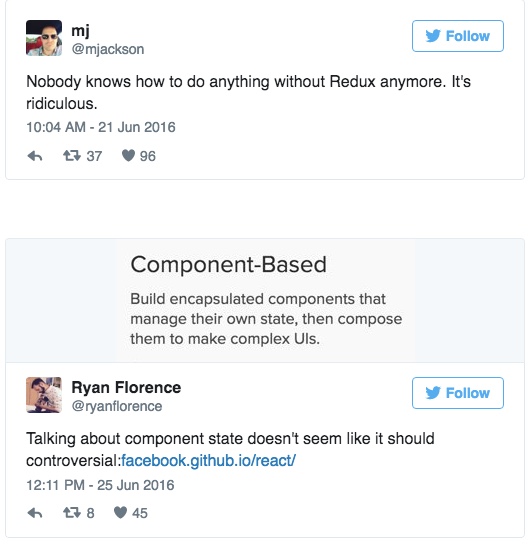 mj
@mjackson
Follow
Nobody knows how to do anything without Redux anymore. It's
ridiculous.
10:04 AM - 21 Jun 2016
37 96
Component-Based
Build encapsulated components that
manage their own state, then compose
them to make complex UIs.
Ryan Florence
@ryanflorence
Follow
Talking about component state doesn't seem like it should
controversial:facebook.github.io/react/
12:11 PM - 25 Jun 2016
8 45